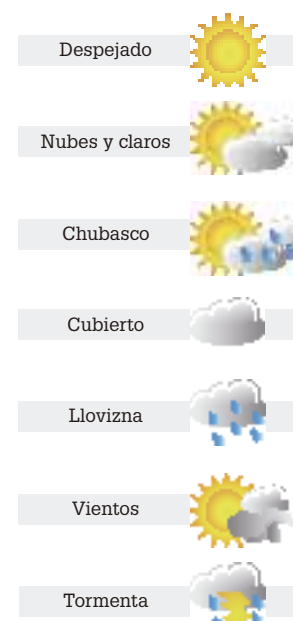 Despejado
Nubes y claros
Chubasco
Cubierto
Llovizna
Vientos
Tormenta